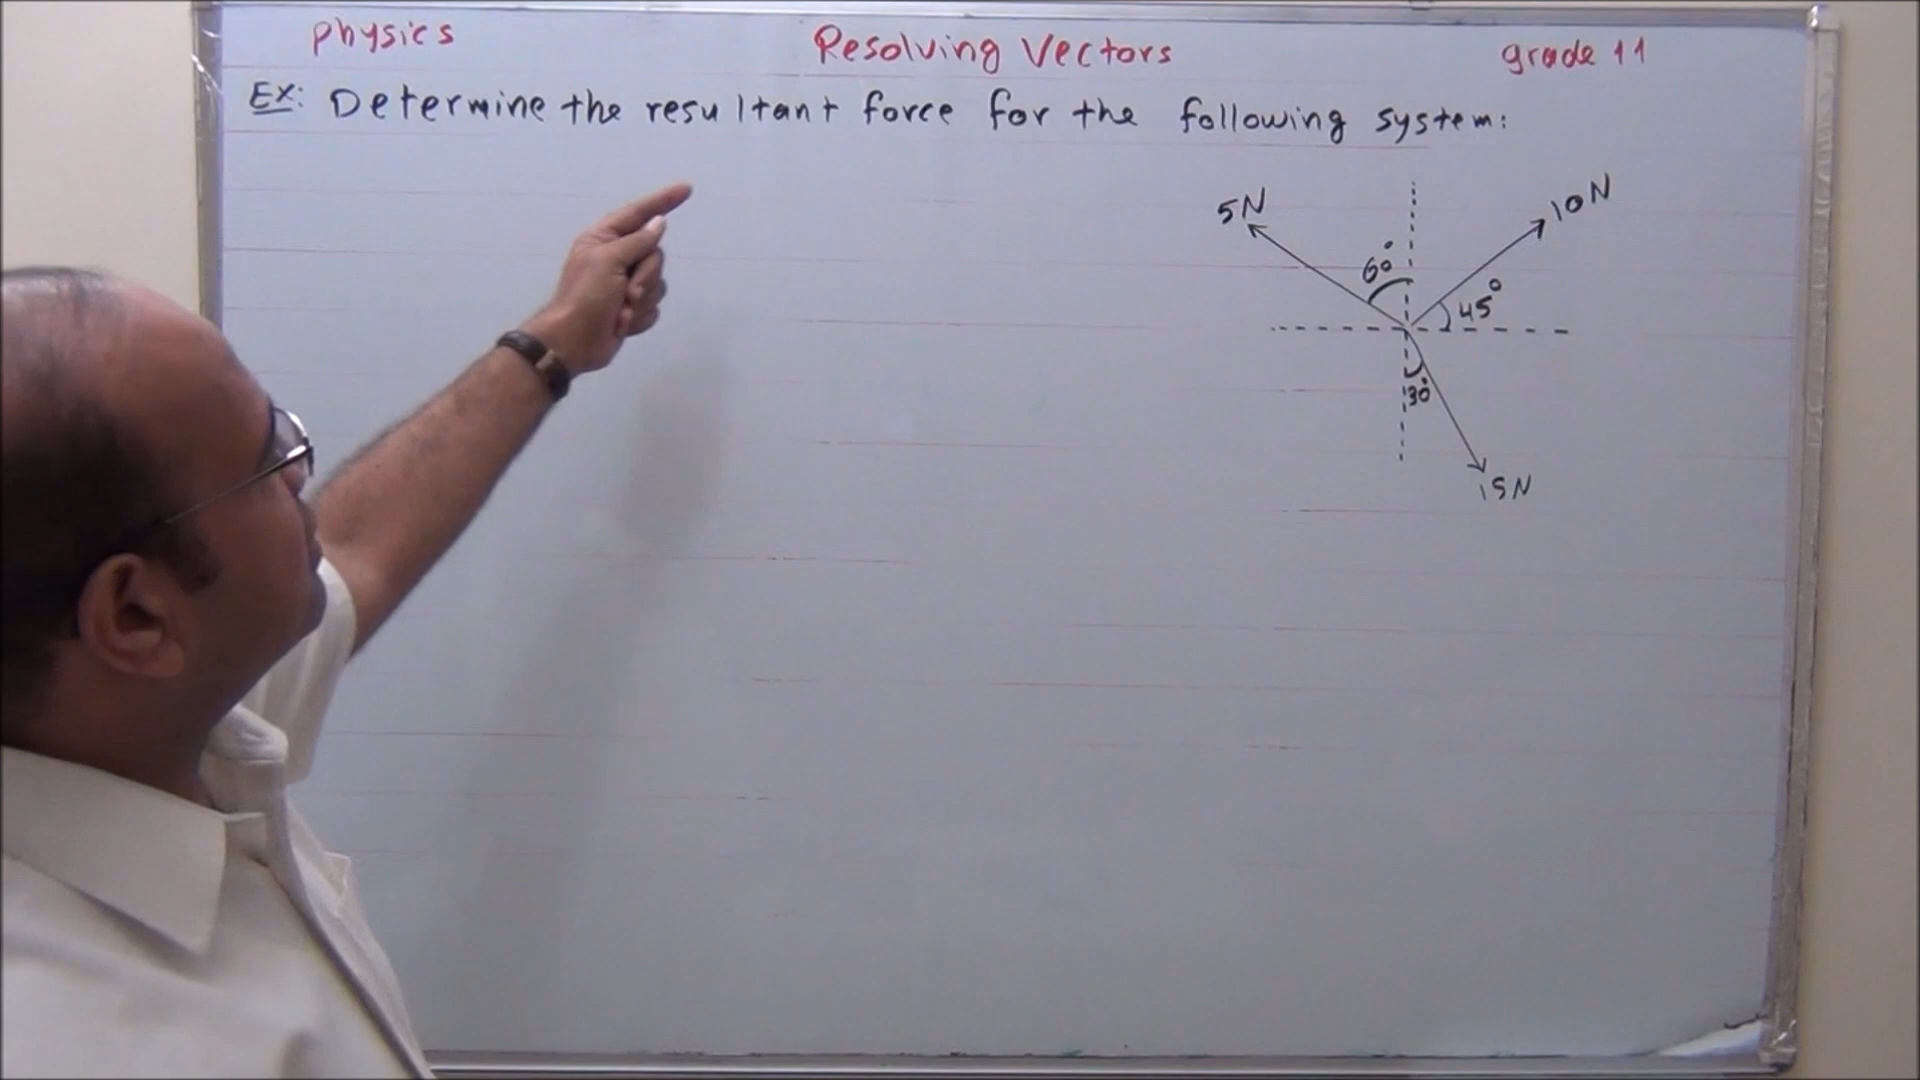 Physics Resolving Vectors grade 11
EX: Determine the resultant force for the following system:
5N 10N
60°
45°
30°
15N